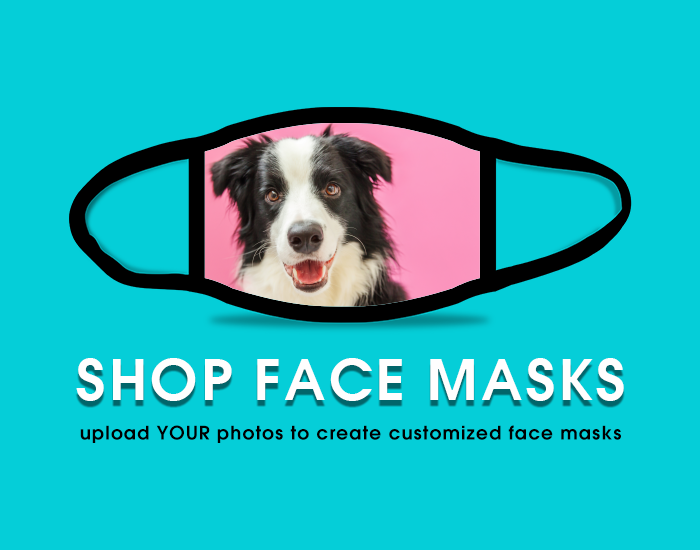 SHOP FACE MASKS
upload YOUR photos to create customized face masks